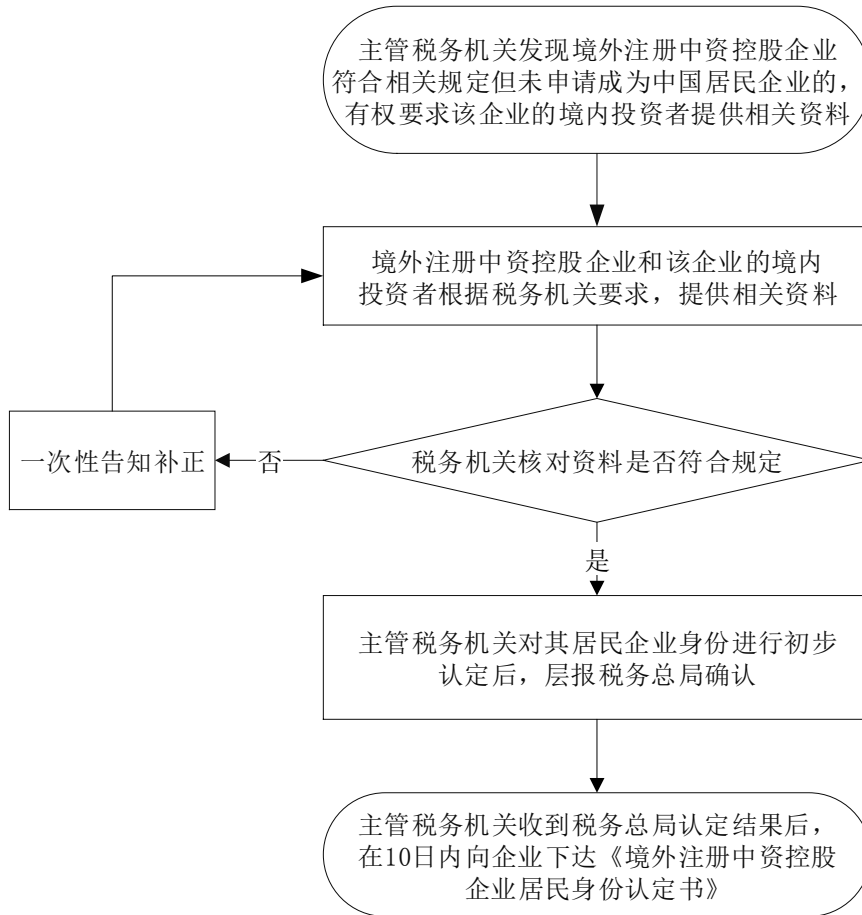 主管税务机关发现境外注册中资控股企业
符合相关规定但未申请成为中国居民企业的，
有权要求该企业的境内投资者提供相关资料
境外注册中资控股企业和该企业的境内
投资者根据税务机关要求，提供相关资料
一次性告知补正
否
税务机关核对资料是否符合规定
是
主管税务机关对其居民企业身份进行初步
认定后，层报税务总局确认
主管税务机关收到税务总局认定结果后，
在10日内向企业下达《境外注册中资控股
企业居民身份认定书》